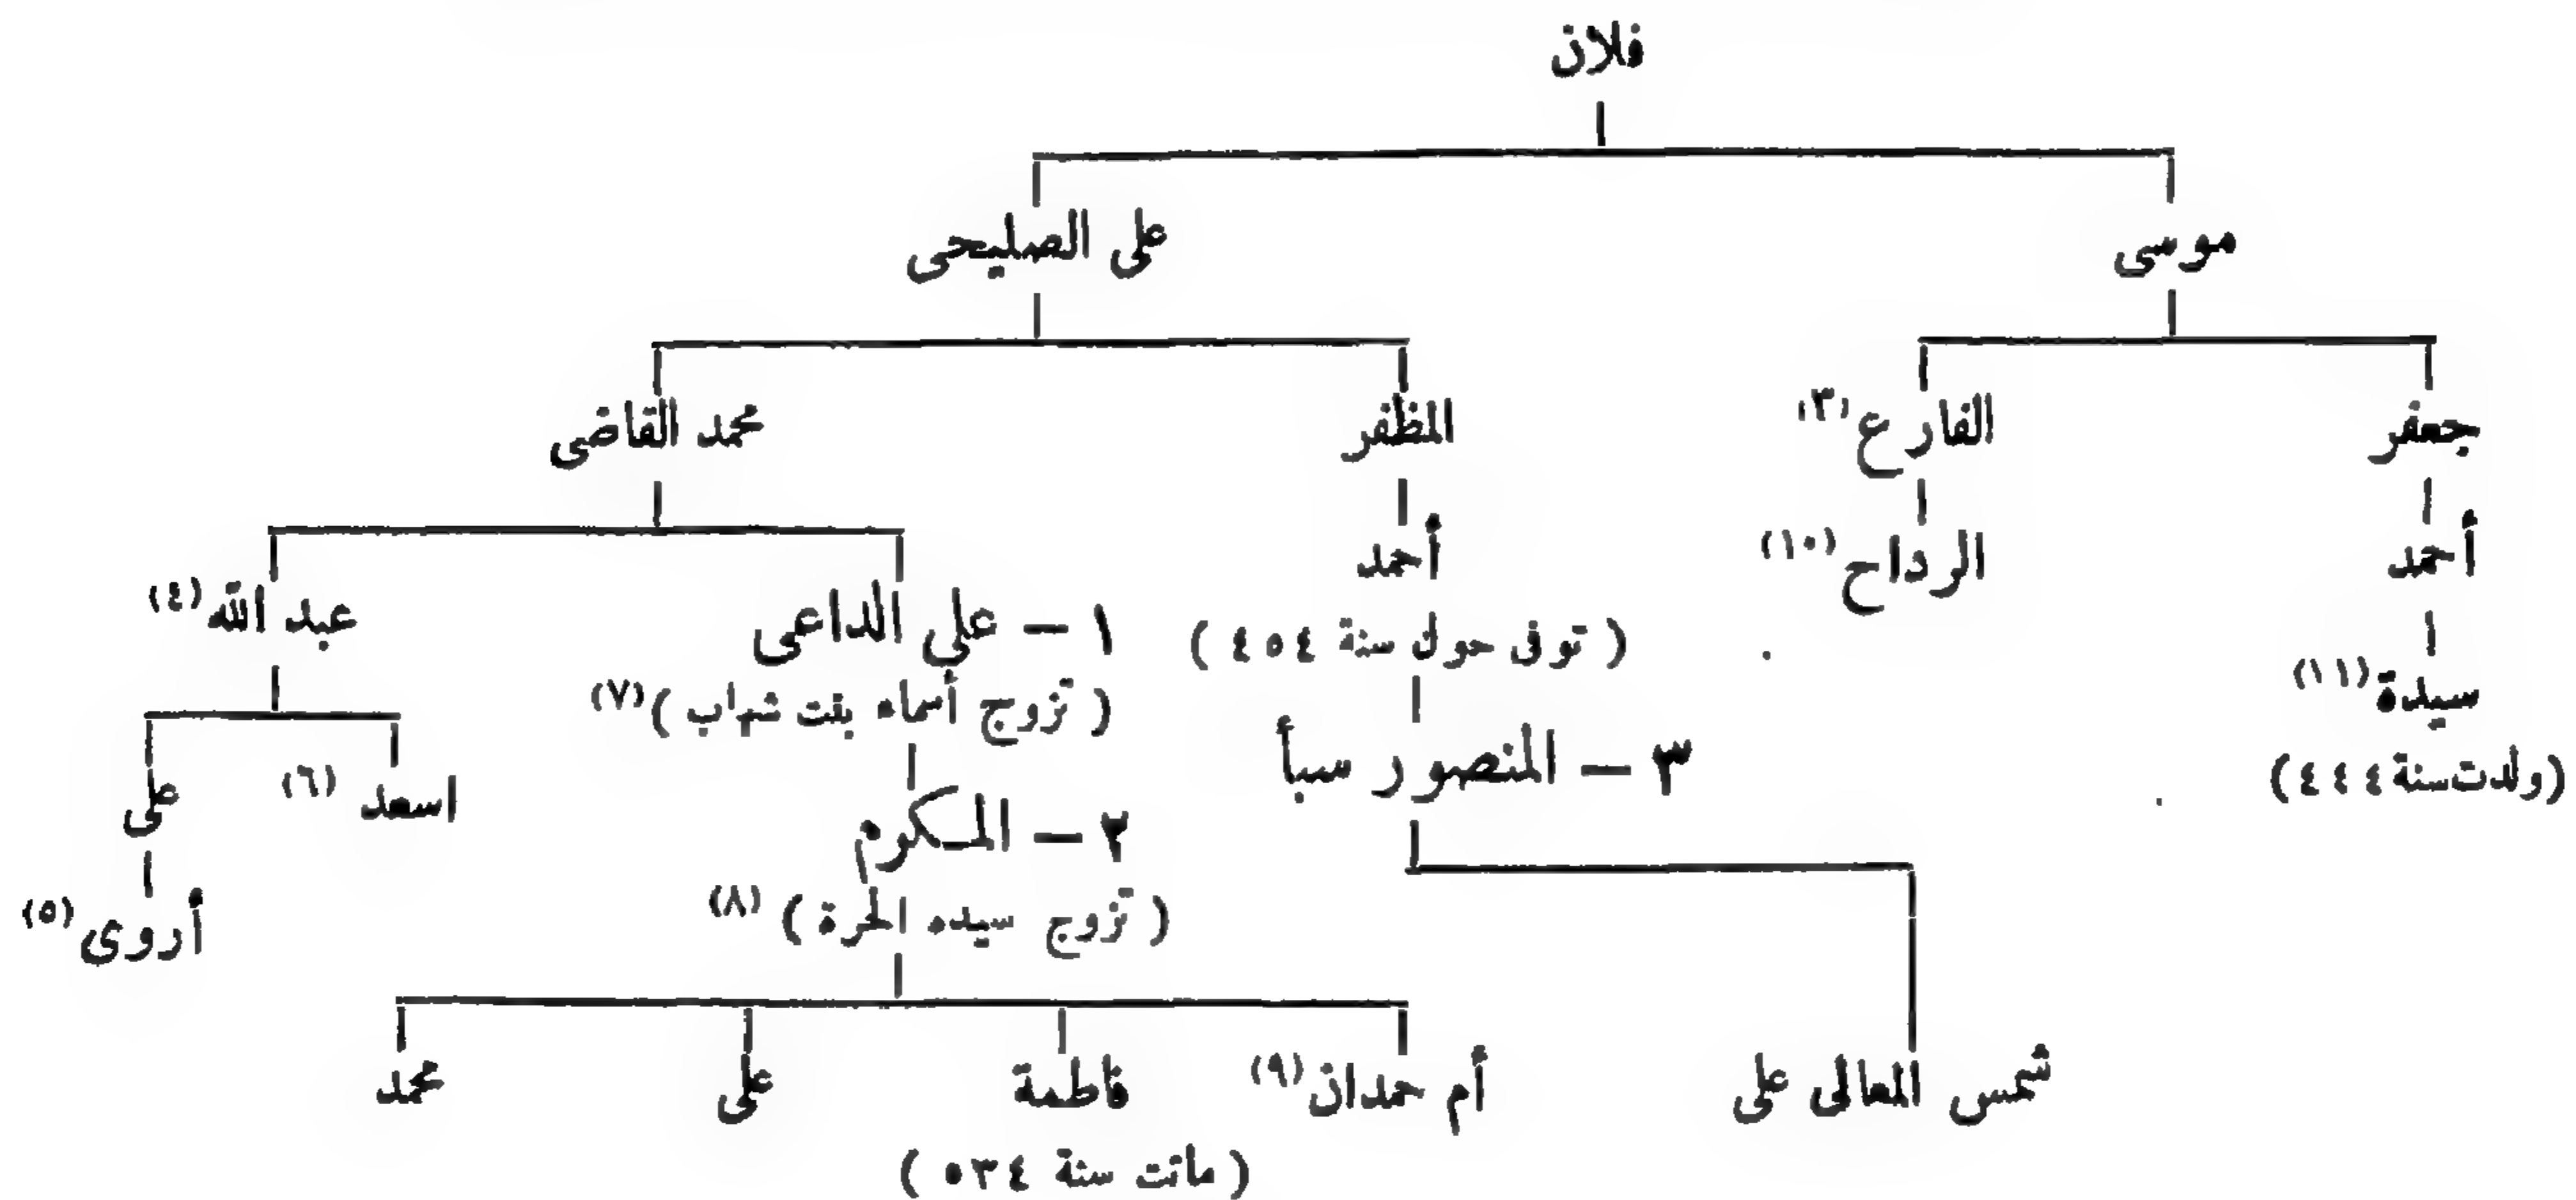 فلان
موسى على الصليحى
جعفر الفارع (٣) المظفر محمد القاضى
أحمد الرداح (١٠) أحمد
١ – على الداعى عبد الله (٤)
( توفى حول سنة ٤٥٤ )
سيدة (١١) ( تزوج أسماء بنت شهاب ) (٧)
(ولدت سنة ٤٤٤) ٣ – المنصور سبأ اسعد (٦) على
٢ – المكرم
( تزوج سيده الحرة ) (٨) أروى (٥)
شمس المعالى على أم حمدان (٩) فاطمة على محمد
( ماتت سنة ٥٣٤ )